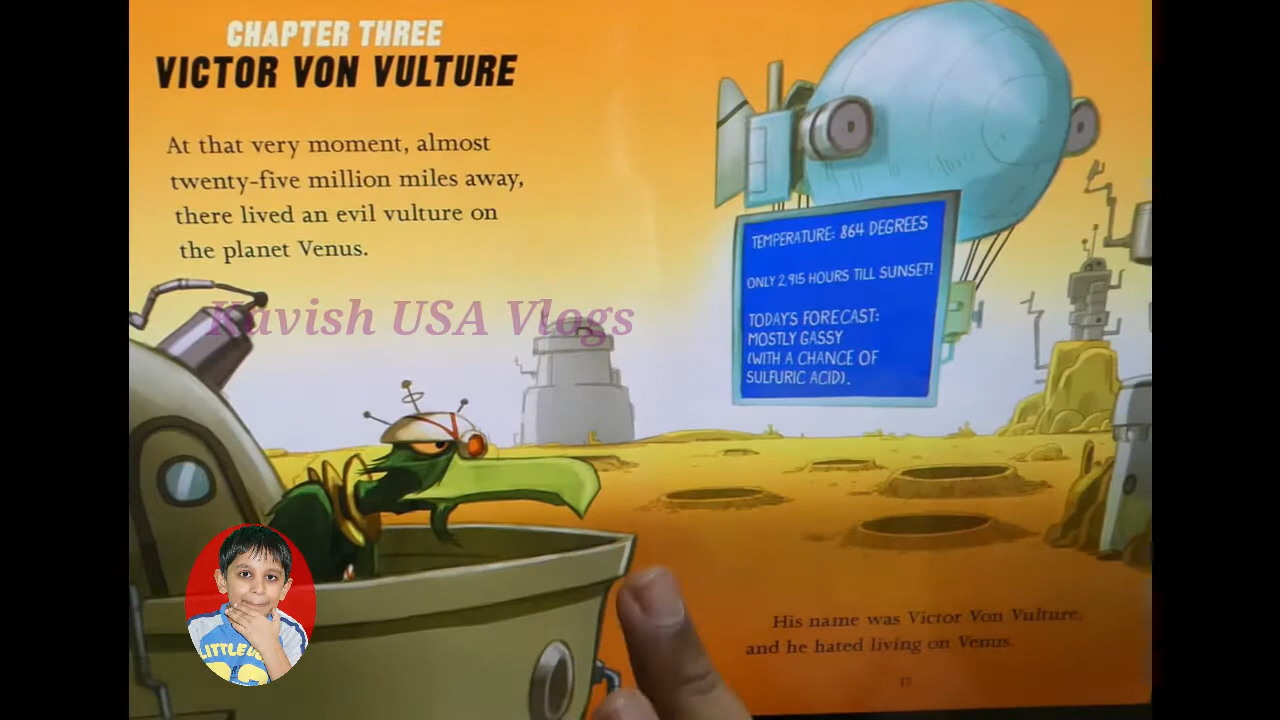 CHAPTER THREE
VICTOR VON VULTURE
At that very moment, almost
twenty-five million miles away,
there lived an evil vulture on
the planet Venus.
Kavish USA Vlogs
TEMPERATURE: 864 DEGREES
ONLY 2,915 HOURS TILL SUNSET!
TODAY'S FORECAST:
MOSTLY GASSY
(WITH A CHANCE OF
SULFURIC ACID).
His name was Victor Von Vulture,
and he hated living on Venus.
17